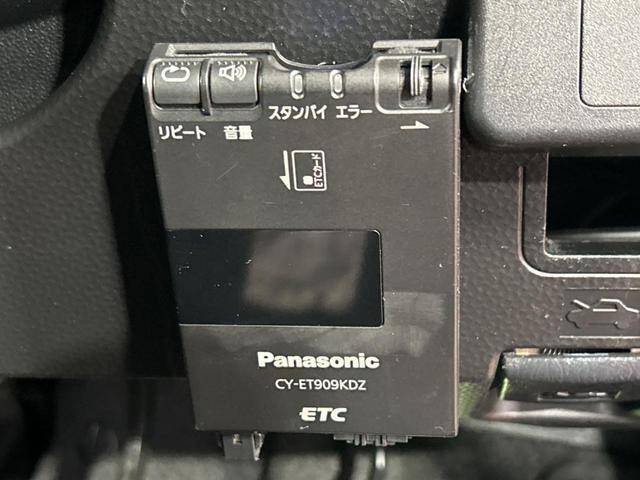 スタンバイ エラー
リピート 音量
ETCカード
Panasonic
CY-ET909KDZ
ETC